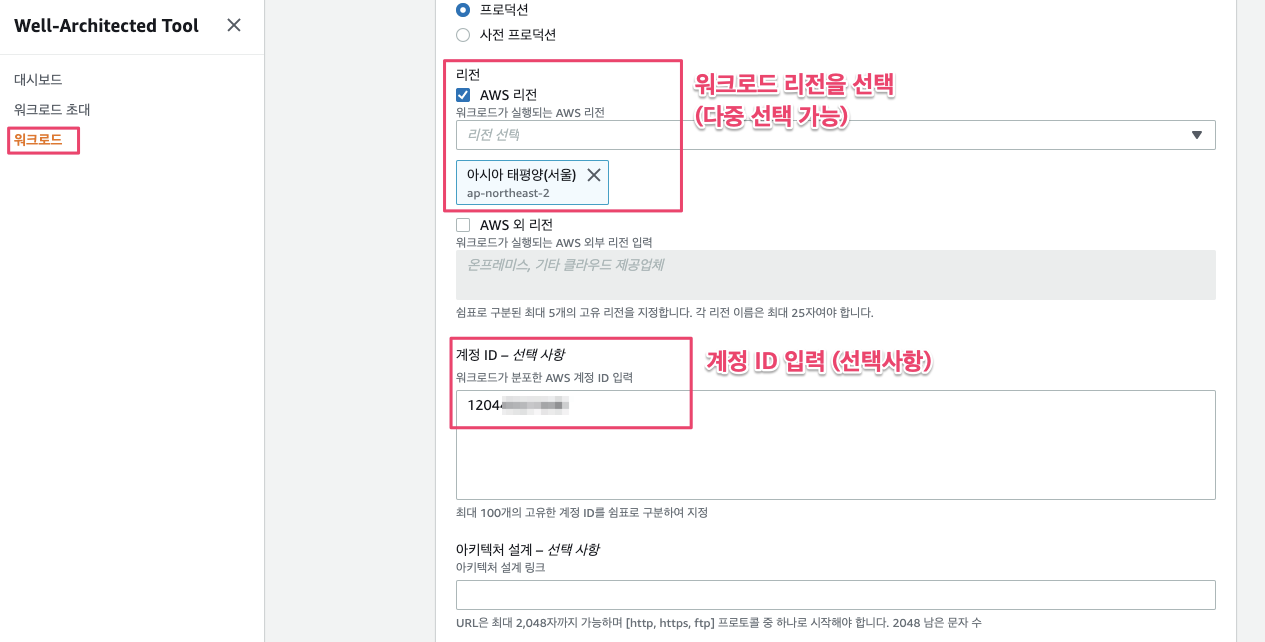 Well-Architected Tool
대시보드
워크로드 초대
워크로드
프로덕션
사전 프로덕션
리전
AWS 리전
워크로드가 실행되는 AWS 리전
리전 선택
아시아 태평양(서울)
ap-northeast-2
워크로드 리전을 선택
(다중 선택 가능)
AWS 외 리전
워크로드가 실행되는 AWS 외부 리전 입력
온프레미스, 기타 클라우드 제공업체
쉼표로 구분된 최대 5개의 고유 리전을 지정합니다. 각 리전 이름은 최대 25자여야 합니다.
계정 ID – 선택 사항
워크로드가 분포한 AWS 계정 ID 입력
계정 ID 입력 (선택사항)
1204
최대 100개의 고유한 계정 ID를 쉼표로 구분하여 지정
아키텍처 설계 – 선택 사항
아키텍처 설계 링크
URL은 최대 2,048자까지 가능하며 [http, https, ftp] 프로토콜 중 하나로 시작해야 합니다. 2048 남은 문자 수